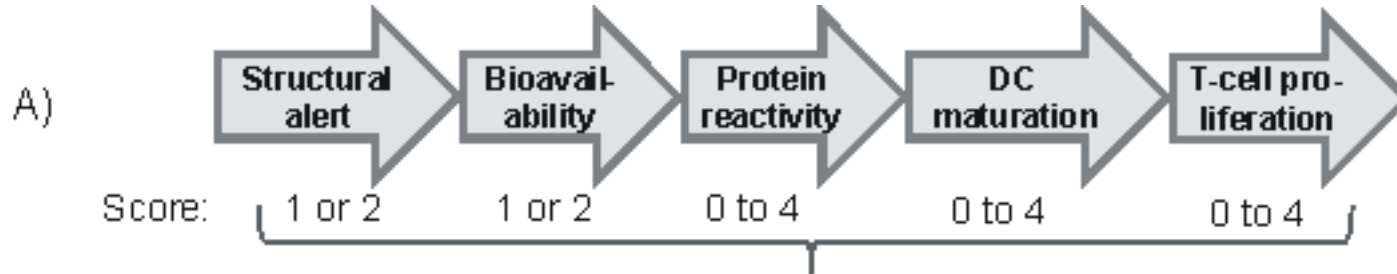 A)
Structural
alert
Bioavail-
ability
Protein
reactivity
DC
maturation
T-cell pro-
liferation
Score: 1 or 2 1 or 2 0 to 4 0 to 4 0 to 4